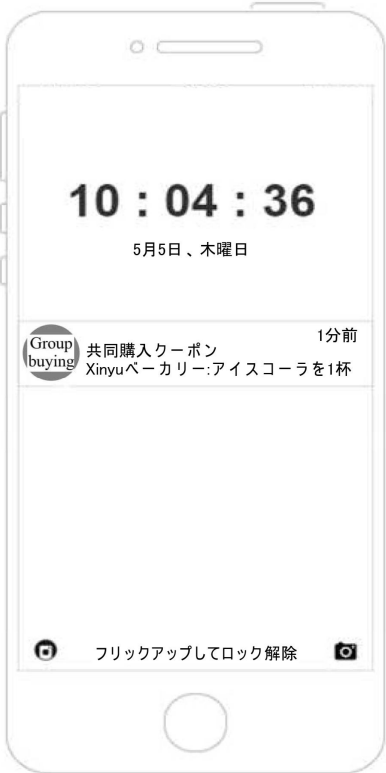 10：04：36
5月5日、木曜日
1分前
Group
buying
共同購入クーポン
Xinyuベーカリー:アイスコーラを1杯
フリックアップしてロック解除